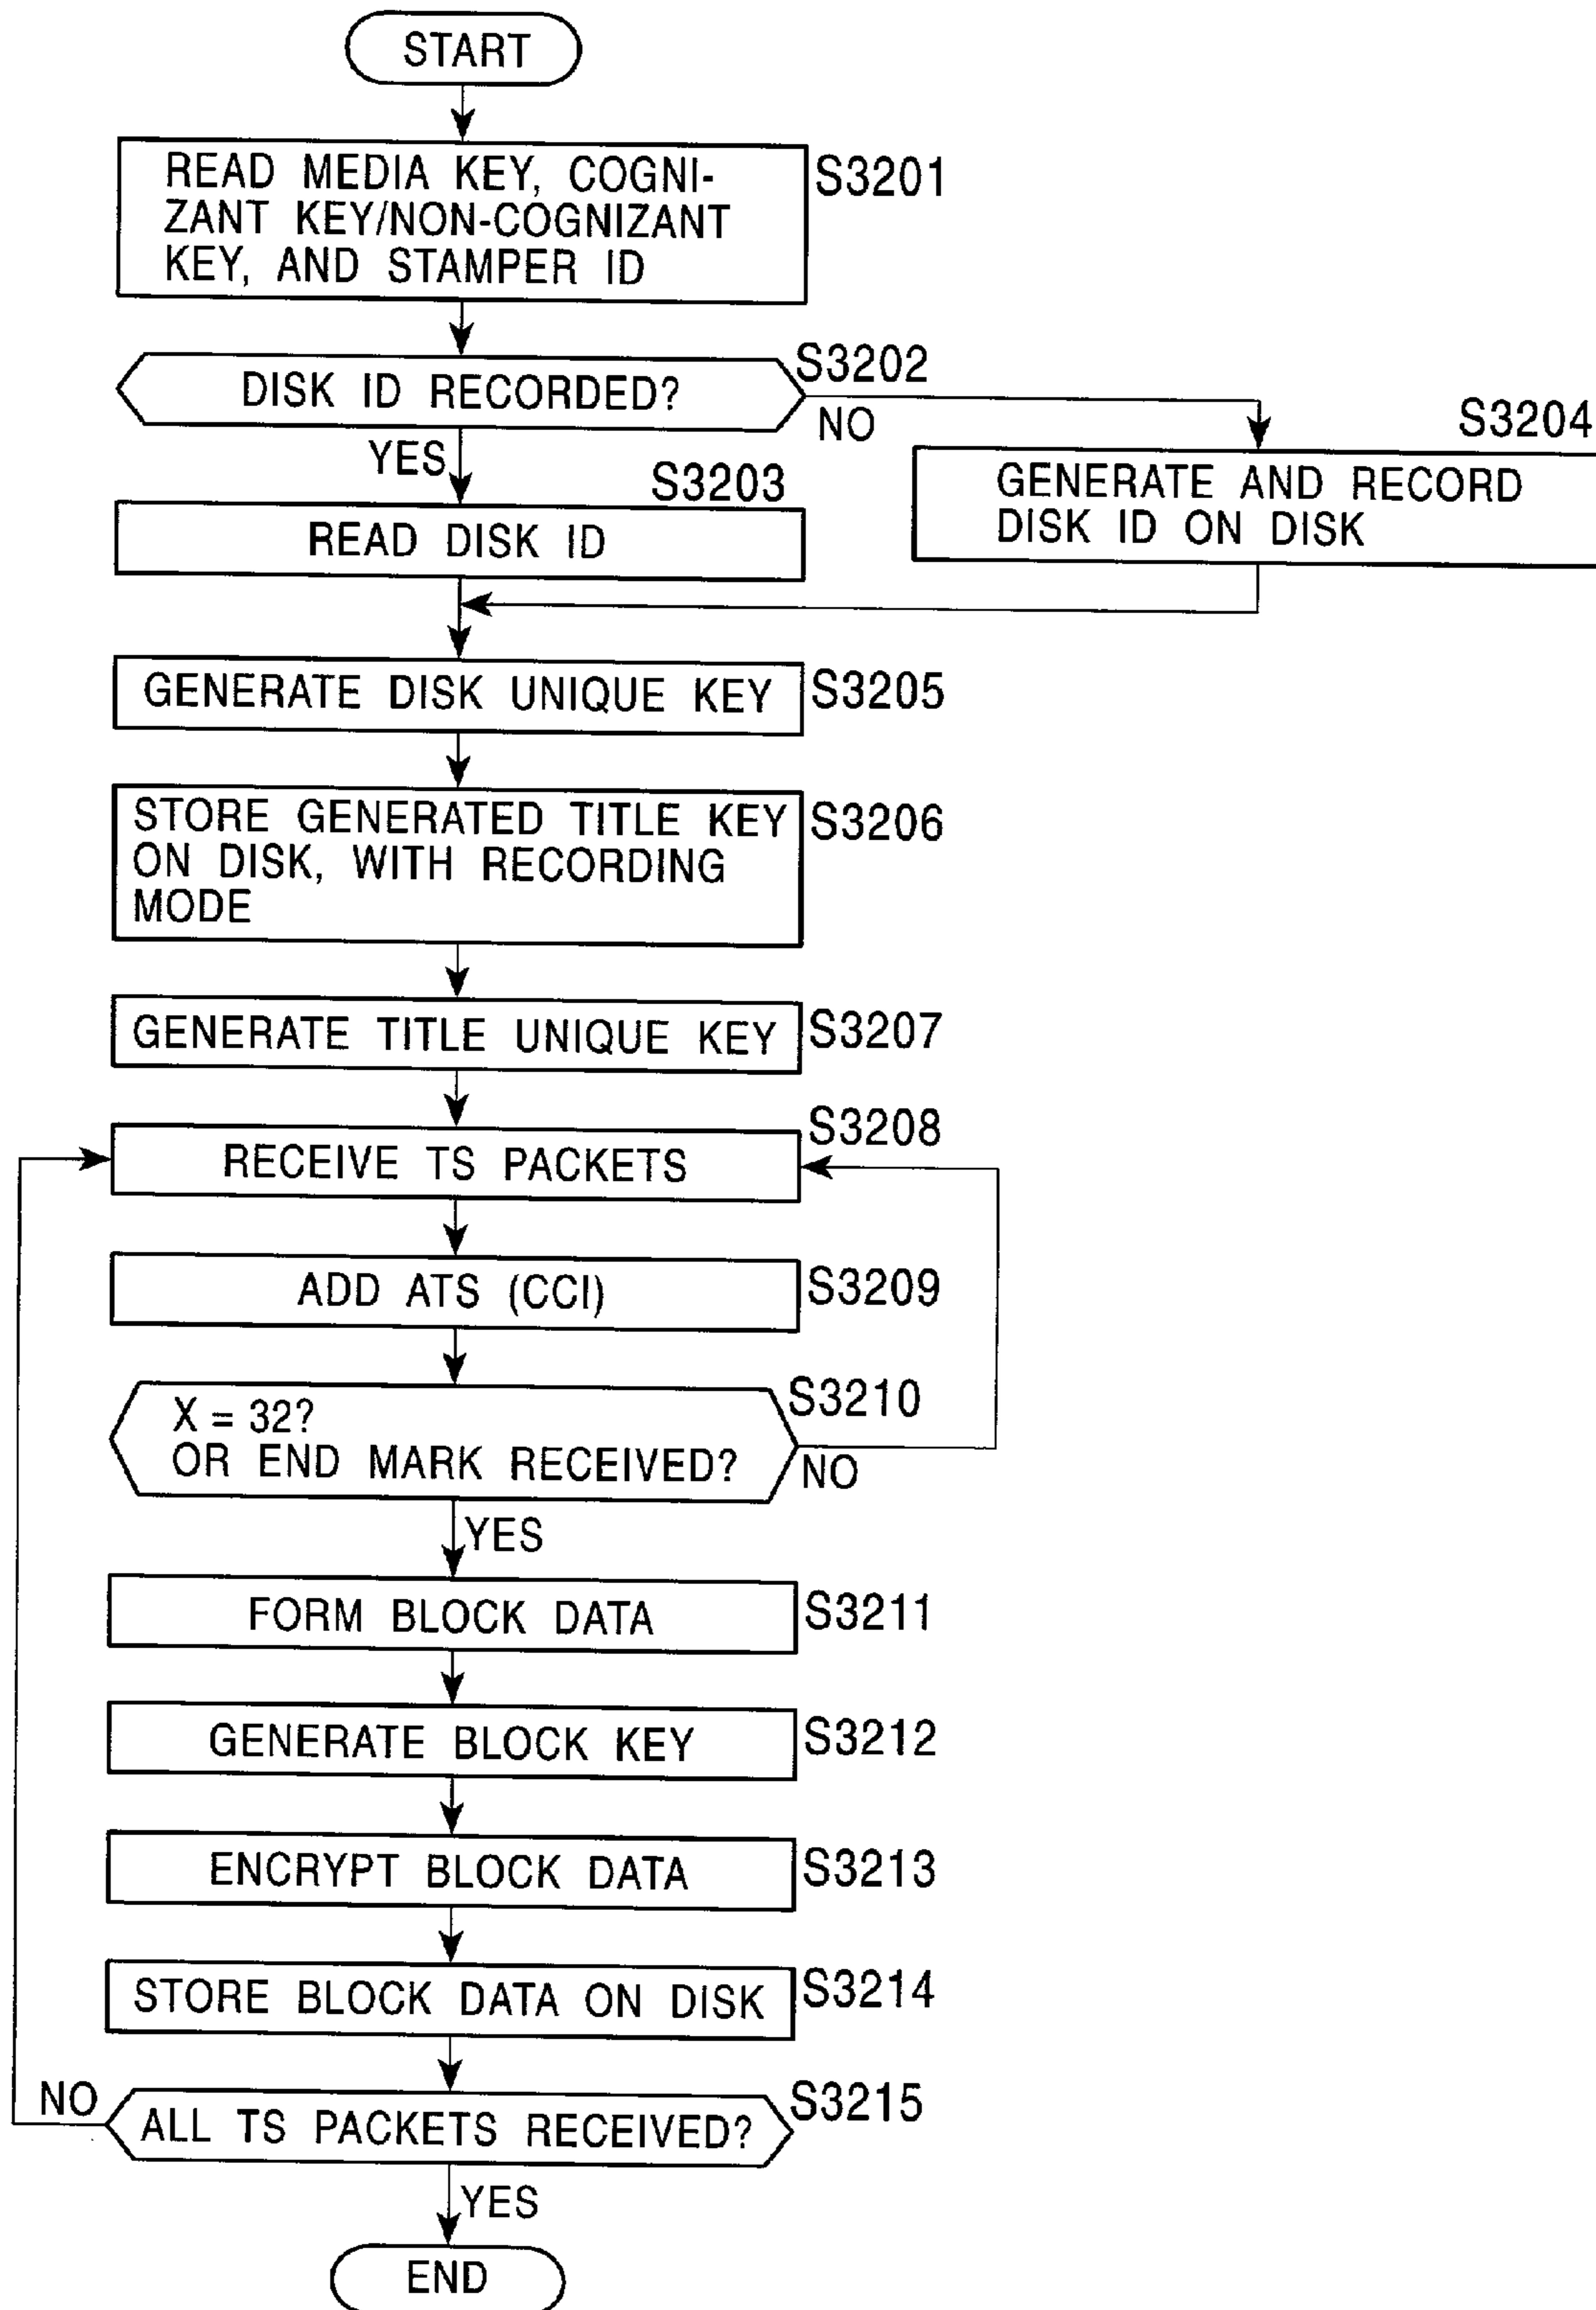 START
READ MEDIA KEY, COGNI-
ZANT KEY/NON-COGNIZANT
KEY, AND STAMPER ID
S3201
DISK ID RECORDED?
S3202
NO
YES
S3203
READ DISK ID
S3204
GENERATE AND RECORD
DISK ID ON DISK
GENERATE DISK UNIQUE KEY
S3205
STORE GENERATED TITLE KEY
ON DISK, WITH RECORDING
MODE
S3206
GENERATE TITLE UNIQUE KEY
S3207
RECEIVE TS PACKETS
S3208
ADD ATS (CCI)
S3209
X = 32?
OR END MARK RECEIVED?
S3210
NO
YES
FORM BLOCK DATA
S3211
GENERATE BLOCK KEY
S3212
ENCRYPT BLOCK DATA
S3213
STORE BLOCK DATA ON DISK
S3214
NO
ALL TS PACKETS RECEIVED?
S3215
YES
END